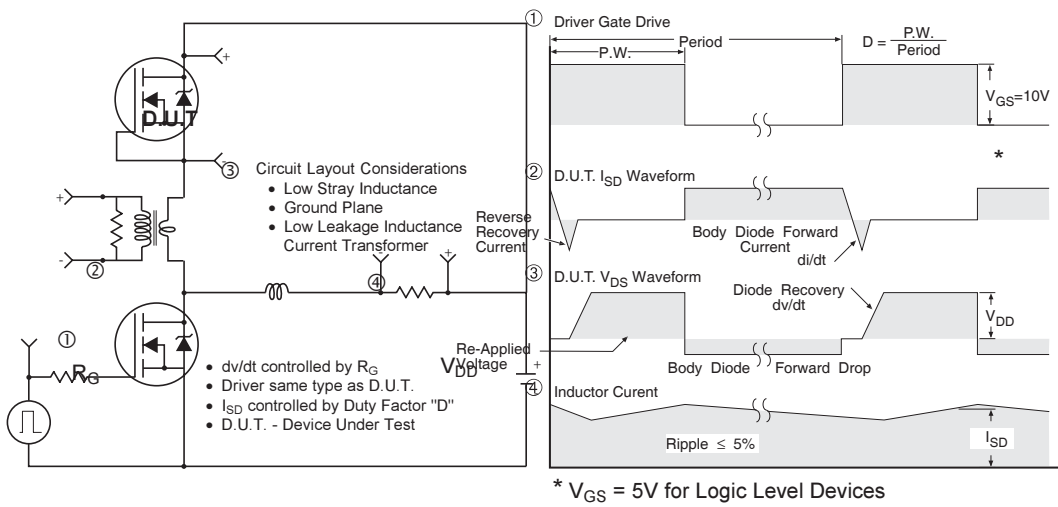 D.U.T
+
-
③
+
-
②
Circuit Layout Considerations
• Low Stray Inductance
• Ground Plane
• Low Leakage Inductance
Current Transformer
-
+
④
①
RG
• dv/dt controlled by RG
• Driver same type as D.U.T.
• ISD controlled by Duty Factor "D"
• D.U.T. - Device Under Test
VDD
+
-
① Driver Gate Drive
Period
P.W.
D = P.W.
Period
VGS=10V
*
② D.U.T. ISD Waveform
Reverse
Recovery
Current
Body Diode Forward
Current
di/dt
③ D.U.T. VDS Waveform
Diode Recovery
dv/dt
VDD
Re-Applied
Voltage
Body Diode Forward Drop
④ Inductor Curent
Ripple ≤ 5%
ISD
* VGS = 5V for Logic Level Devices